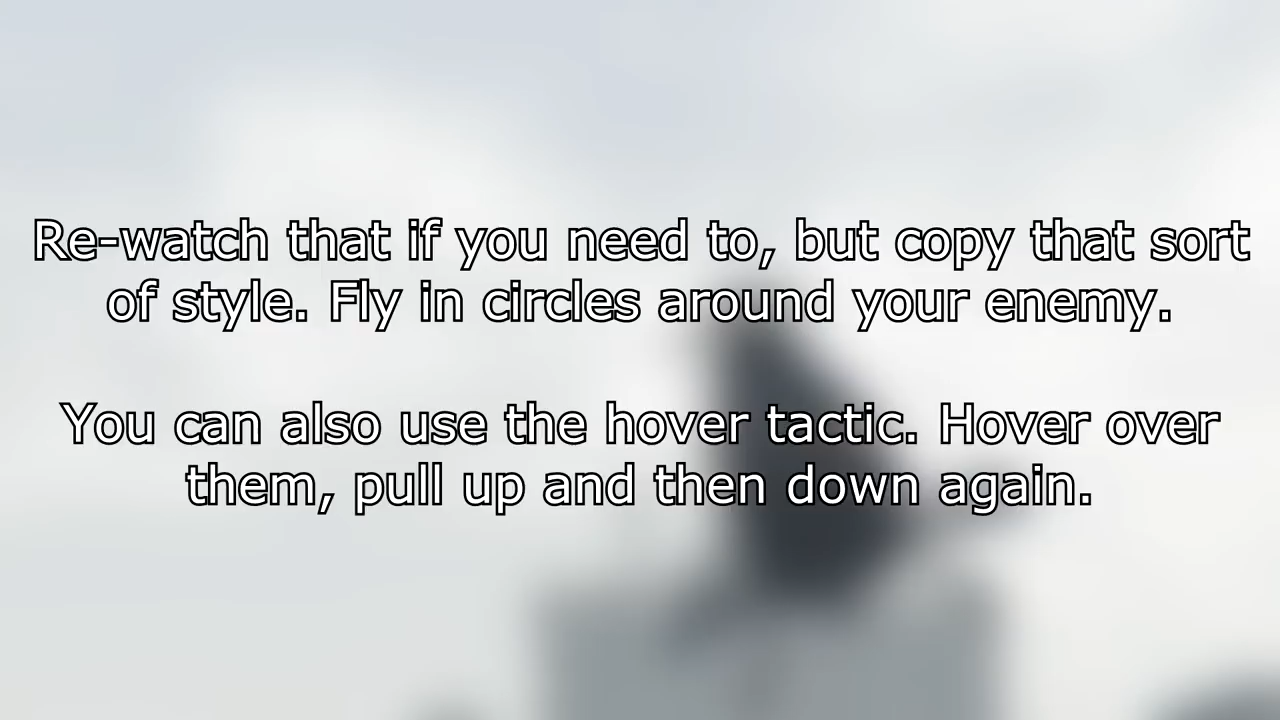 Re-watch that if you need to, but copy that sort
of style. Fly in circles around your enemy.
You can also use the hover tactic. Hover over
them, pull up and then down again.